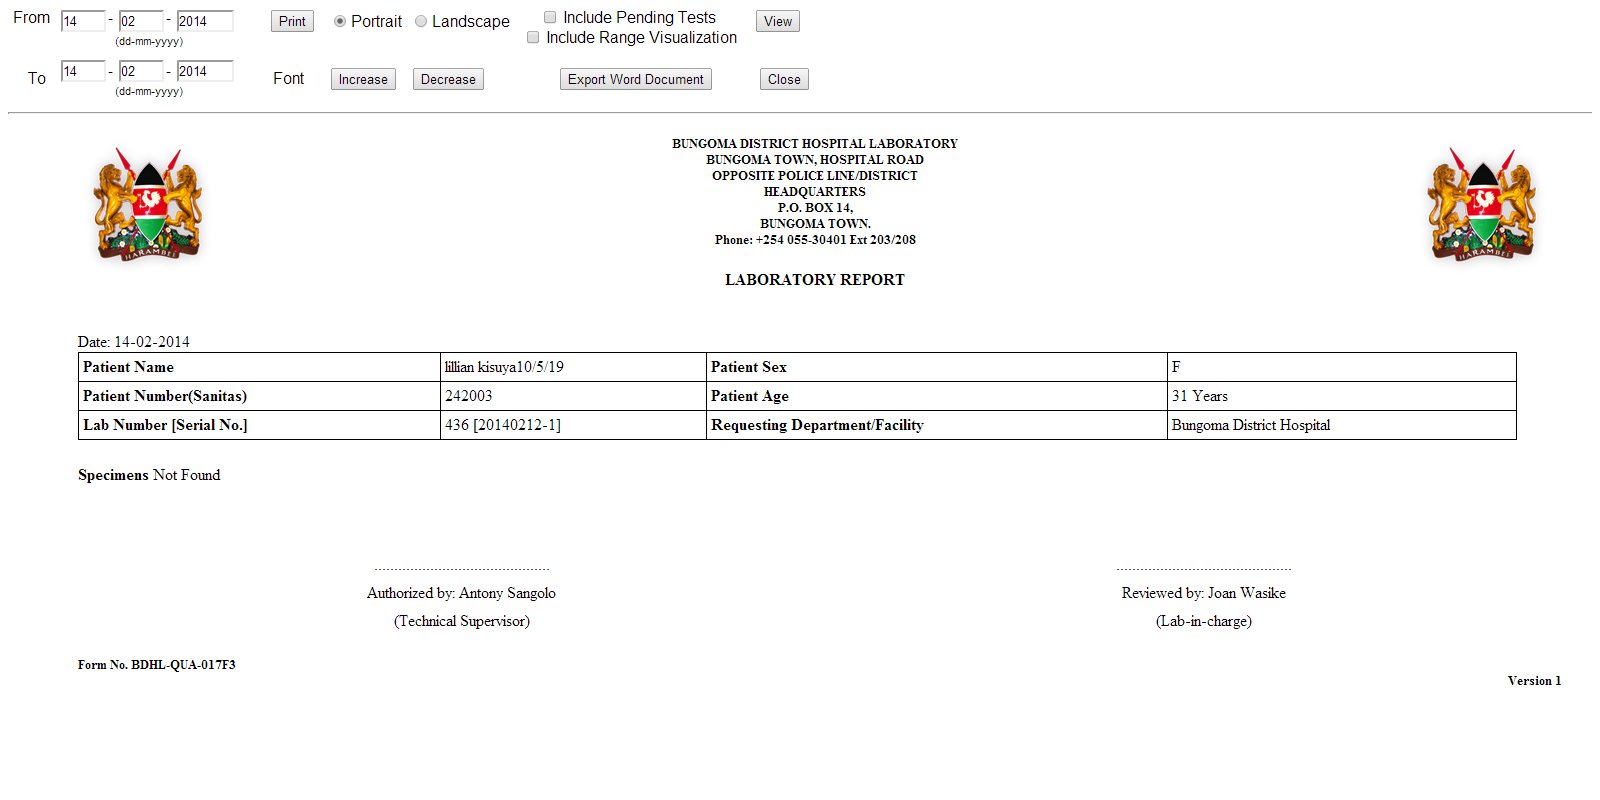 From 14 - 02 - 2014 Print Portrait Landscape Include Pending Tests View
(dd-mm-yyyy) Include Range Visualization
To 14 - 02 - 2014 Font Increase Decrease Export Word Document Close
(dd-mm-yyyy)
BUNGOMA DISTRICT HOSPITAL LABORATORY
BUNGOMA TOWN, HOSPITAL ROAD
OPPOSITE POLICE LINE/DISTRICT
HEADQUARTERS
P.O. BOX 14,
BUNGOMA TOWN.
Phone: +254 055-30401 Ext 203/208
HARAMBEE HARAMBEE
LABORATORY REPORT
Date: 14-02-2014
Patient Name lillian kisuya10/5/19 Patient Sex F
Patient Number(Sanitas) 242003 Patient Age 31 Years
Lab Number [Serial No.] 436 [20140212-1] Requesting Department/Facility Bungoma District Hospital
Specimens Not Found
Authorized by: Antony Sangolo Reviewed by: Joan Wasike
(Technical Supervisor) (Lab-in-charge)
Form No. BDHL-QUA-017F3
Version 1